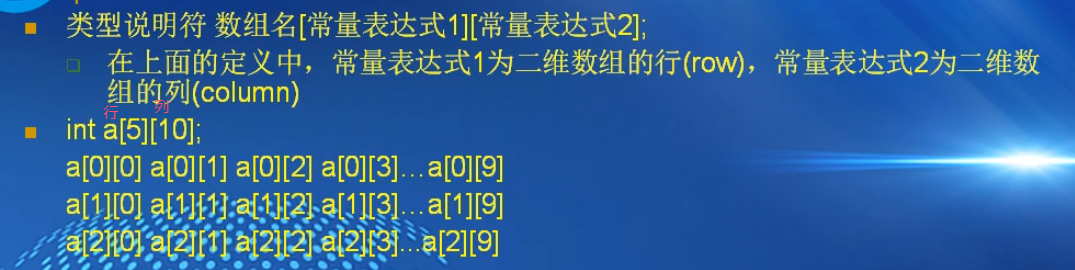 类型说明符 数组名[常量表达式1][常量表达式2];
在上面的定义中，常量表达式1为二维数组的行(row)，常量表达式2为二维数
组的列(column)
行 列
int a[5][10];
a[0][0] a[0][1] a[0][2] a[0][3]…a[0][9]
a[1][0] a[1][1] a[1][2] a[1][3]…a[1][9]
a[2][0] a[2][1] a[2][2] a[2][3]…a[2][9]